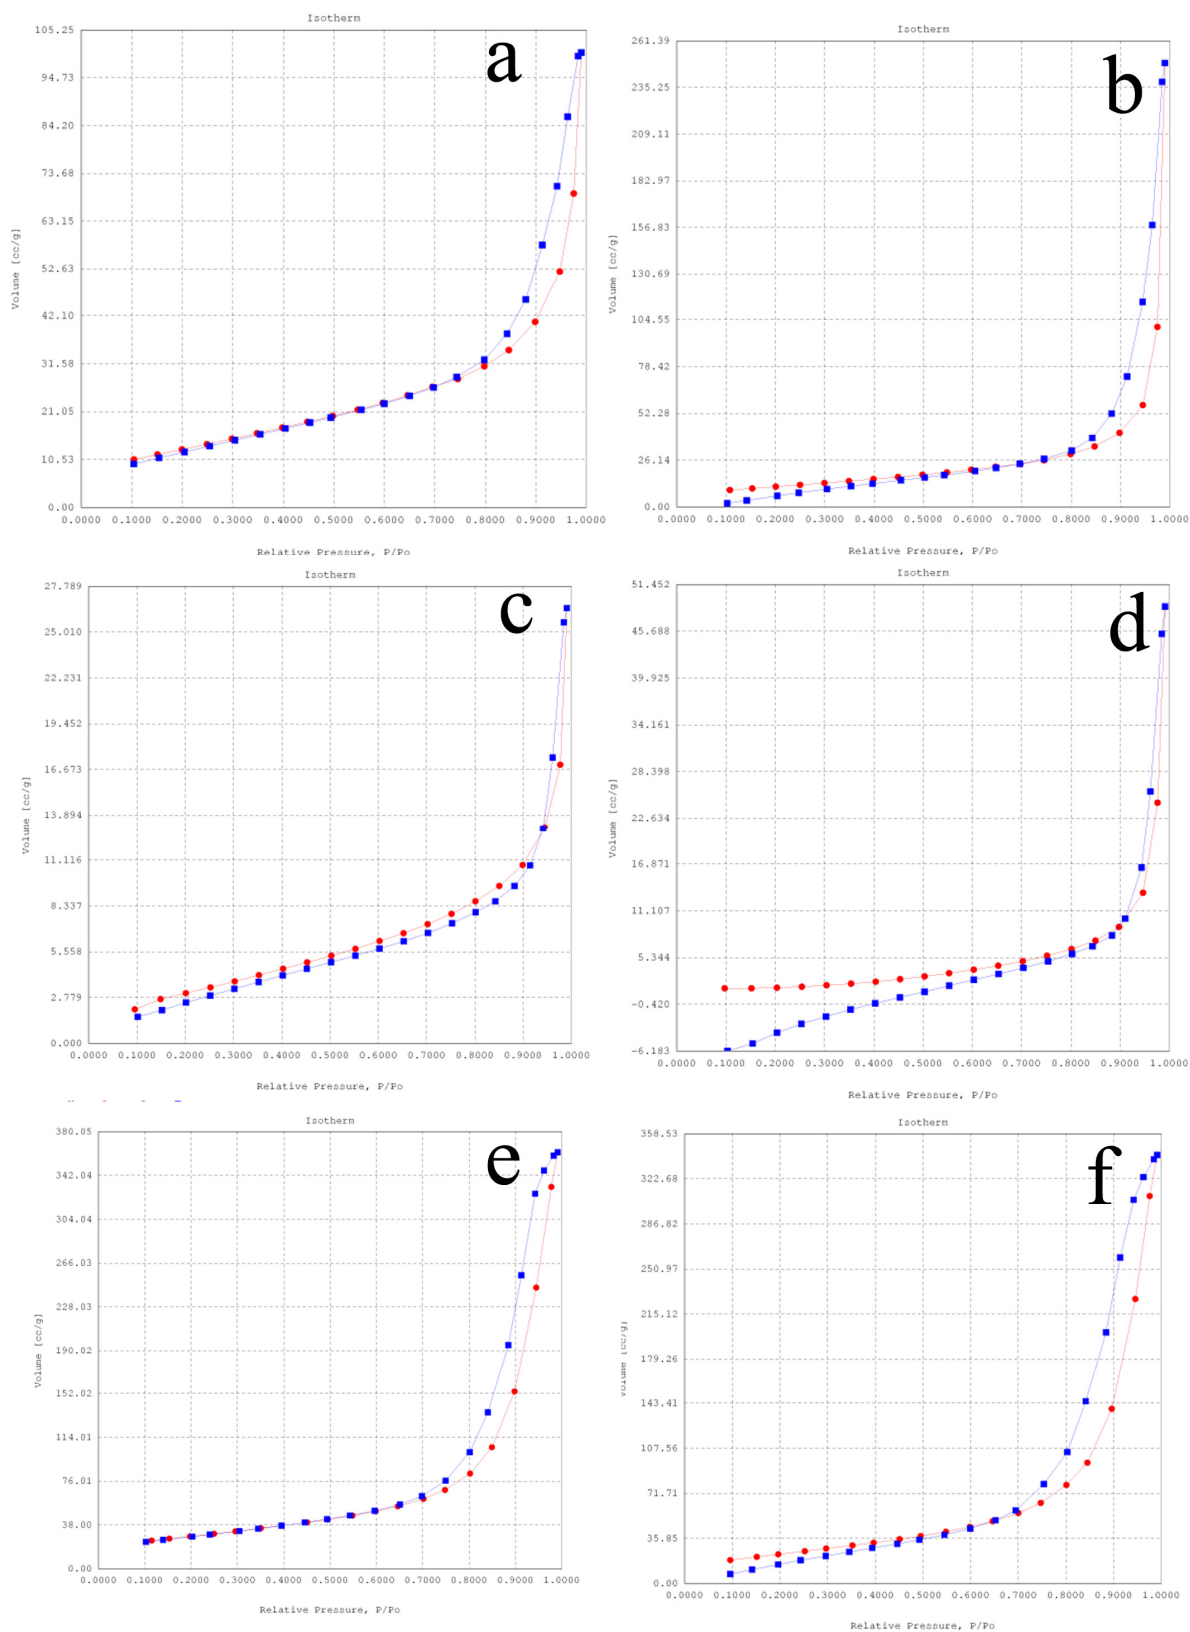 Isotherm
a
105.25
94.73
84.20
73.68
63.15
52.63
42.10
31.58
21.05
10.53
0.00
Volume [cc/g]
0.0000 0.1000 0.2000 0.3000 0.4000 0.5000 0.6000 0.7000 0.8000 0.9000 1.0000
Relative Pressure, P/Po
Isotherm
b
261.39
235.25
209.11
182.97
156.83
130.69
104.55
78.42
52.28
26.14
0.00
Volume [cc/g]
0.0000 0.1000 0.2000 0.3000 0.4000 0.5000 0.6000 0.7000 0.8000 0.9000 1.0000
Relative Pressure, P/Po
Isotherm
c
27.789
25.010
22.231
19.452
16.673
13.894
11.116
8.337
5.558
2.779
0.000
Volume [cc/g]
0.0000 0.1000 0.2000 0.3000 0.4000 0.5000 0.6000 0.7000 0.8000 0.9000 1.0000
Relative Pressure, P/Po
Isotherm
d
51.452
45.688
39.925
34.161
28.398
22.634
16.871
11.107
5.344
-0.420
-6.183
Volume [cc/g]
0.0000 0.1000 0.2000 0.3000 0.4000 0.5000 0.6000 0.7000 0.8000 0.9000 1.0000
Relative Pressure, P/Po
Isotherm
e
380.05
342.04
304.04
266.03
228.03
190.02
152.02
114.01
76.01
38.00
0.00
Volume [cc/g]
0.0000 0.1000 0.2000 0.3000 0.4000 0.5000 0.6000 0.7000 0.8000 0.9000 1.0000
Relative Pressure, P/Po
Isotherm
f
358.53
322.68
286.82
250.97
215.12
179.26
143.41
107.56
71.71
35.85
0.00
Volume [cc/g]
0.0000 0.1000 0.2000 0.3000 0.4000 0.5000 0.6000 0.7000 0.8000 0.9000 1.0000
Relative Pressure, P/Po